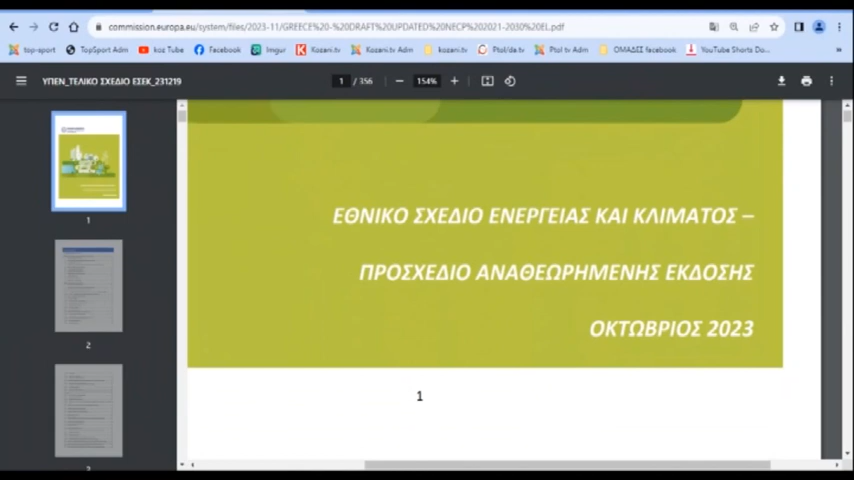 commission.europa.eu/system/files/2023-11/GREECE%20-%20DRAFT%20UPDATED%20NECP%202021-2030%20EL.pdf
top-sport
TopSport Adm
koz Tube
Facebook
Imgur
Kozani.tv
Kozani.tv Adm
kozani.tv
Ptolidata.tv
Ptol tv Adm
ΟΜΑΔΕΣ facebook
YouTube Shorts Do...
ΥΠΕΝ_ΤΕΛΙΚΟ ΣΧΕΔΙΟ ΕΣΕΚ_231219
1 / 356
154%
1
2
3
ΕΘΝΙΚΟ ΣΧΕΔΙΟ ΕΝΕΡΓΕΙΑΣ ΚΑΙ ΚΛΙΜΑΤΟΣ –
ΠΡΟΣΧΕΔΙΟ ΑΝΑΘΕΩΡΗΜΕΝΗΣ ΕΚΔΟΣΗΣ
ΟΚΤΩΒΡΙΟΣ 2023
1